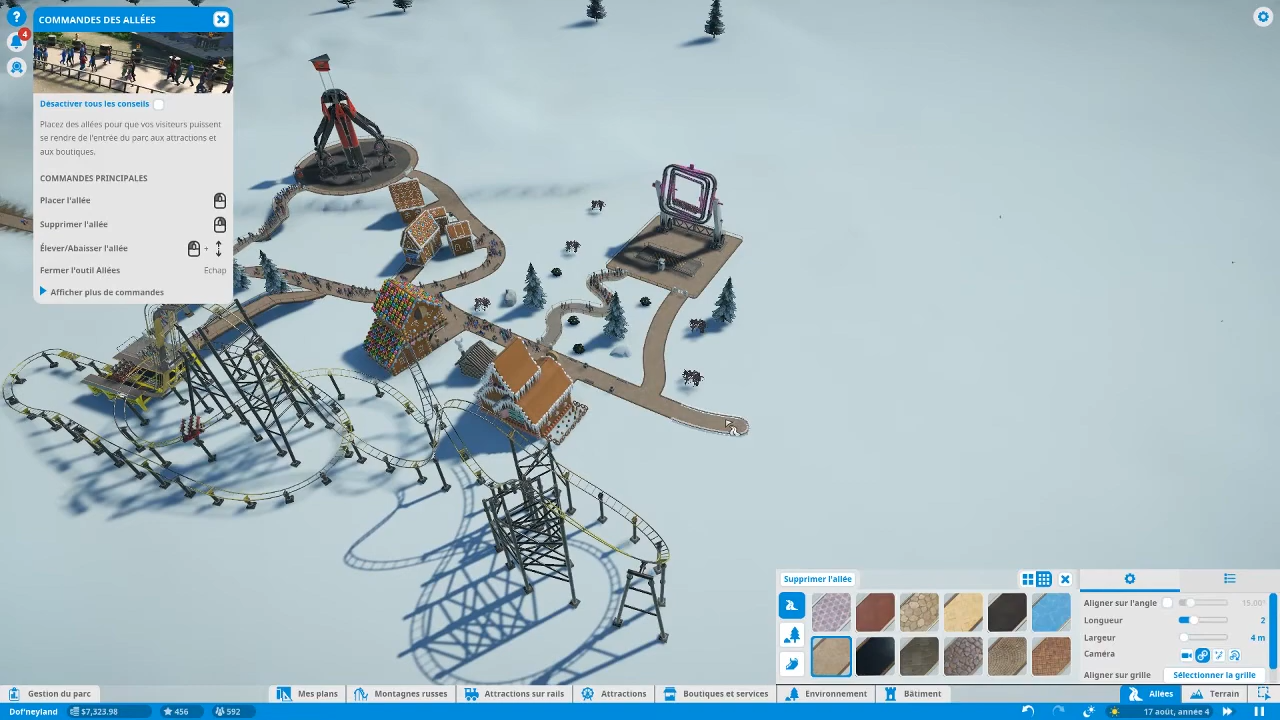 ?
COMMANDES DES ALLÉES
4
Désactiver tous les conseils
Placez des allées pour que vos visiteurs puissent
se rendre de l'entrée du parc aux attractions et
aux boutiques.
COMMANDES PRINCIPALES
Placer l'allée
Supprimer l'allée
Élever/Abaisser l'allée
+
Fermer l'outil Allées
Echap
Afficher plus de commandes
Supprimer l'allée
Aligner sur l'angle
15,00°
Longueur
2
Largeur
4 m
Caméra
Aligner sur grille
Sélectionner la grille
Gestion du parc
Mes plans
Montagnes russes
Attractions sur rails
Attractions
Boutiques et services
Environnement
Bâtiment
Allées
Terrain
Dof'neyland
$7,323.98
456
592
17 août, année 4